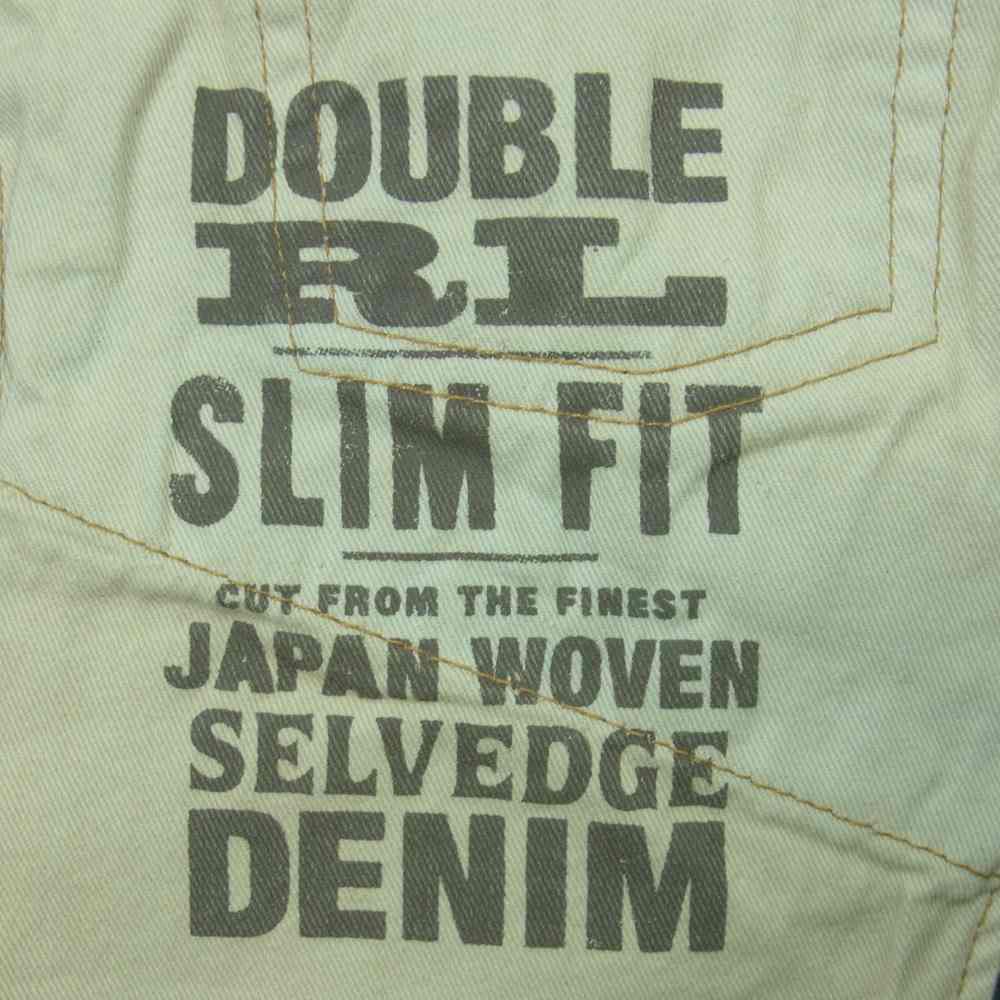 DOUBLE
RL
SLIM FIT
CUT FROM THE FINEST
JAPAN WOVEN
SELVEDGE
DENIM